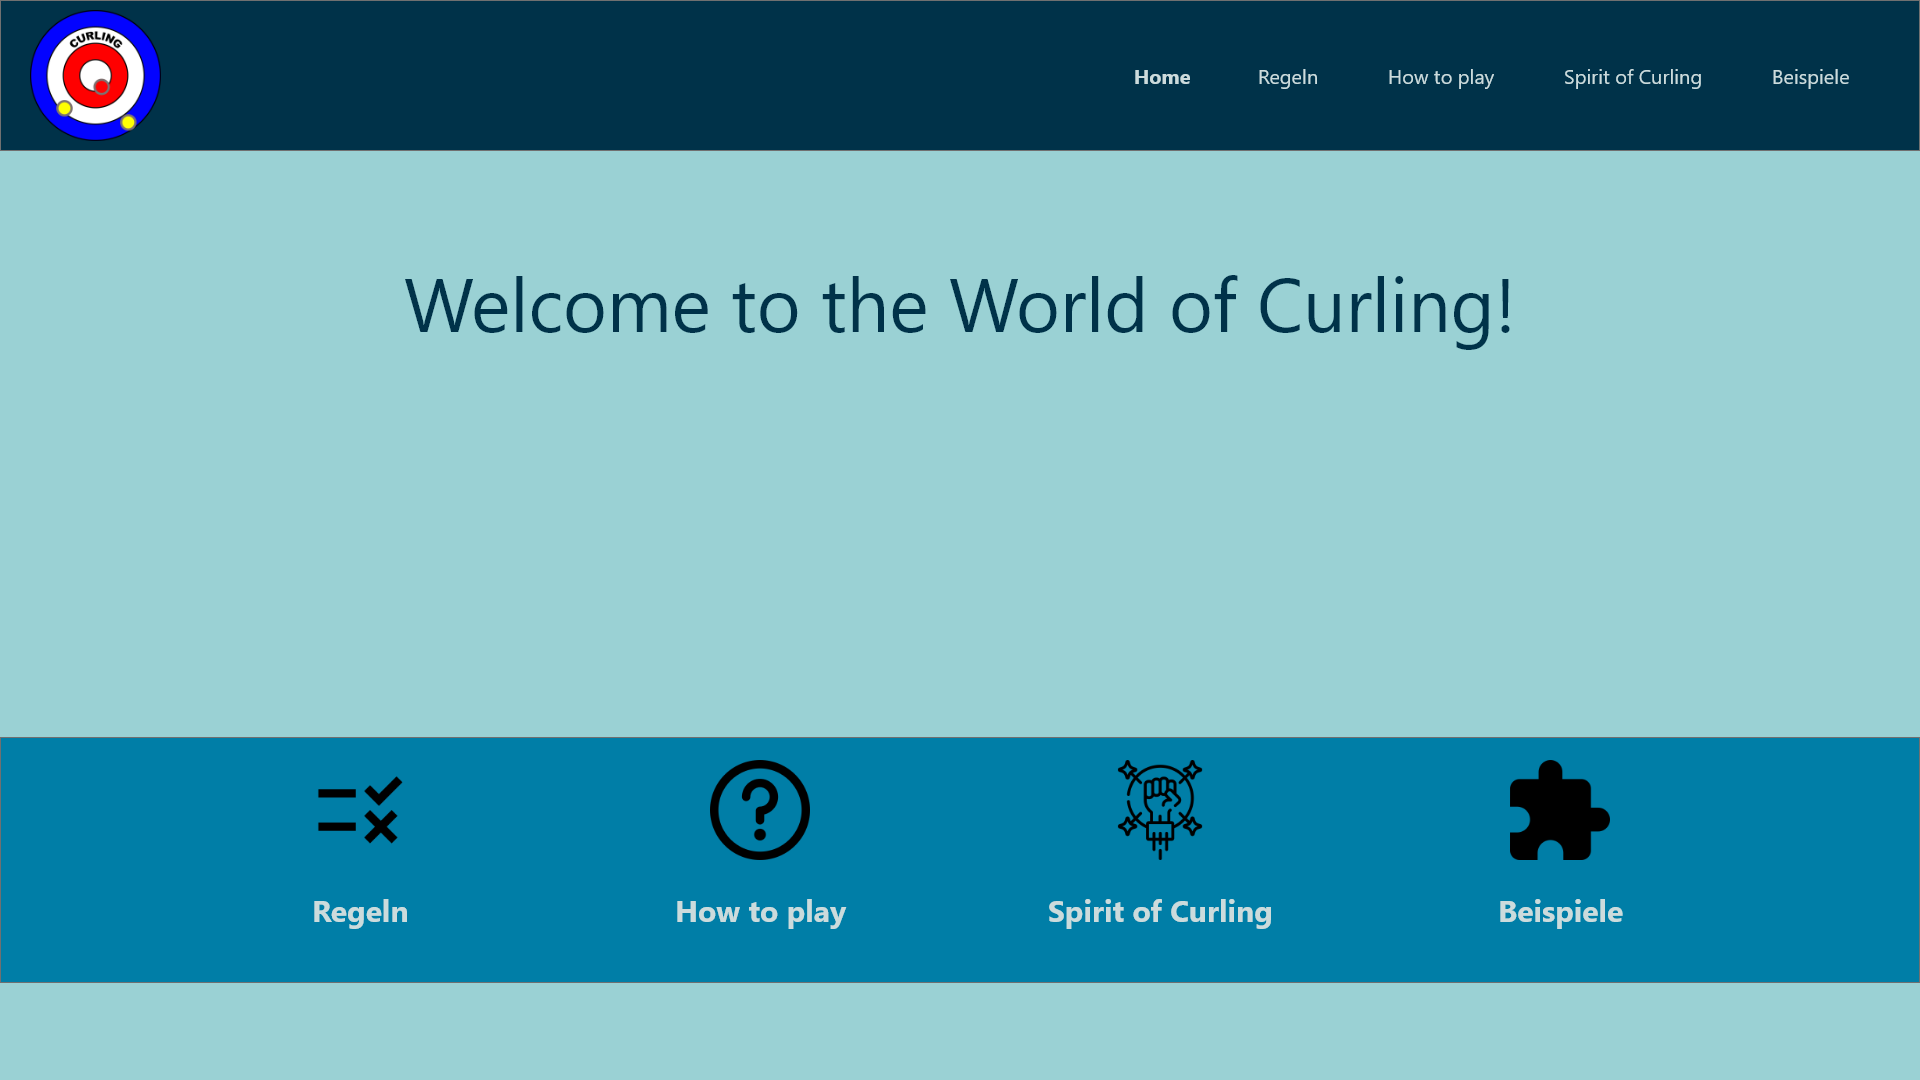 CURLING
Home Regeln How to play Spirit of Curling Beispiele
Welcome to the World of Curling!
Regeln How to play Spirit of Curling Beispiele